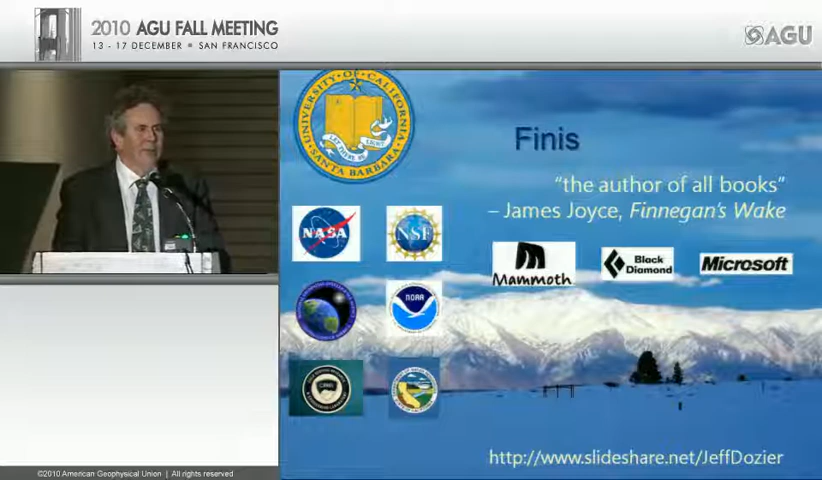 2010 AGU FALL MEETING
13 - 17 DECEMBER SAN FRANCISCO
AGU
UNIVERSITY OF CALIFORNIA
LET THERE BE LIGHT
SANTA BARBARA
Finis
"the author of all books"
– James Joyce, Finnegan's Wake
NASA
NSF
Mammoth
Black
Diamond
Microsoft
NOAA
http://www.slideshare.net/JeffDozier
©2010 American Geophysical Union | All rights reserved